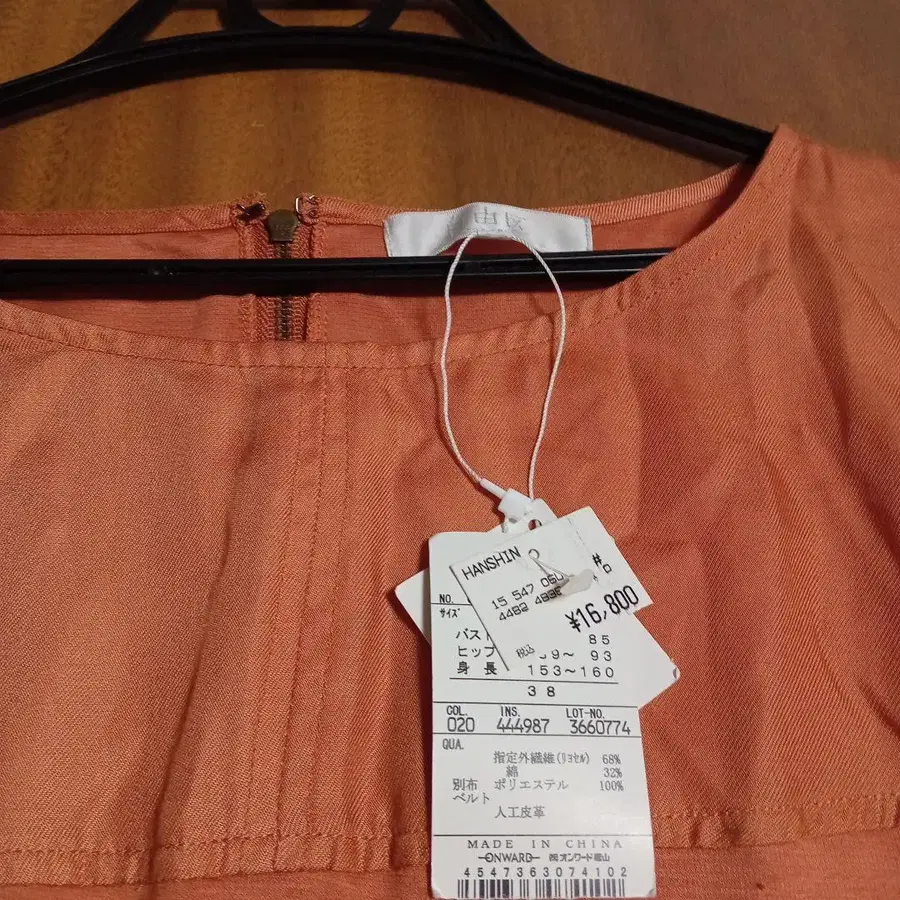 HANSHIN
15 547
4482
¥16,800
税込
NO.
サイズ
バスト 85
ヒップ 93
身長 153~160
38
COL. INS. LOT-NO.
020 444987 3660774
QUA.
指定外繊維(リヨセル) 68%
綿 32%
別布 ポリエステル 100%
ベルト
人工皮革
MADE IN CHINA
ONWARD ㈱オンワード樫山
4547363074102